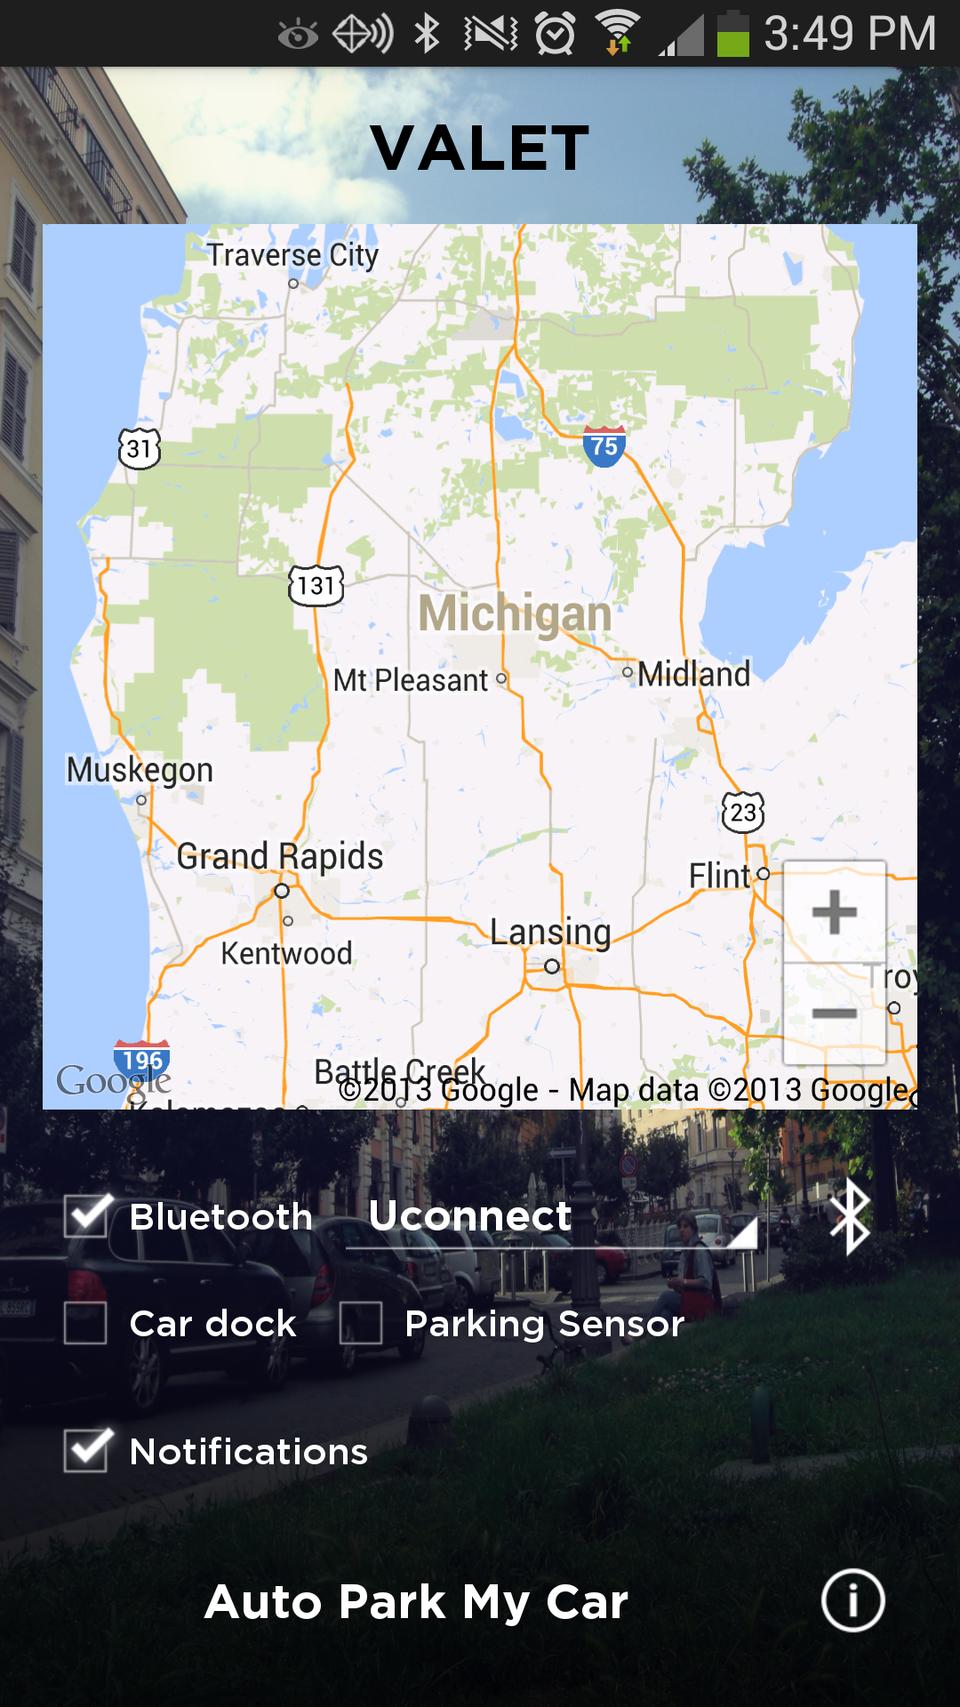 3:49 PM
VALET
Traverse City
31
75
131
Michigan
Mt Pleasant
Midland
Muskegon
23
Grand Rapids
Flint
Lansing
Kentwood
Troy
196
Battle Creek
Google
©2013 Google - Map data ©2013 Google
Bluetooth Uconnect
Car dock Parking Sensor
Notifications
Auto Park My Car